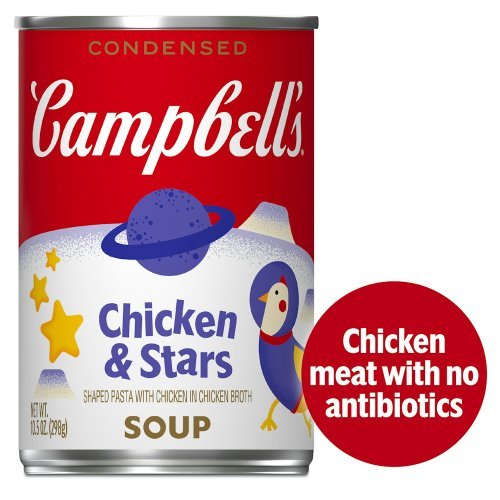 CONDENSED
Campbell's
Chicken
& Stars
SHAPED PASTA WITH CHICKEN IN CHICKEN BROTH
NET WT.
10.5 OZ. (298g)
SOUP
Chicken
meat with no
antibiotics